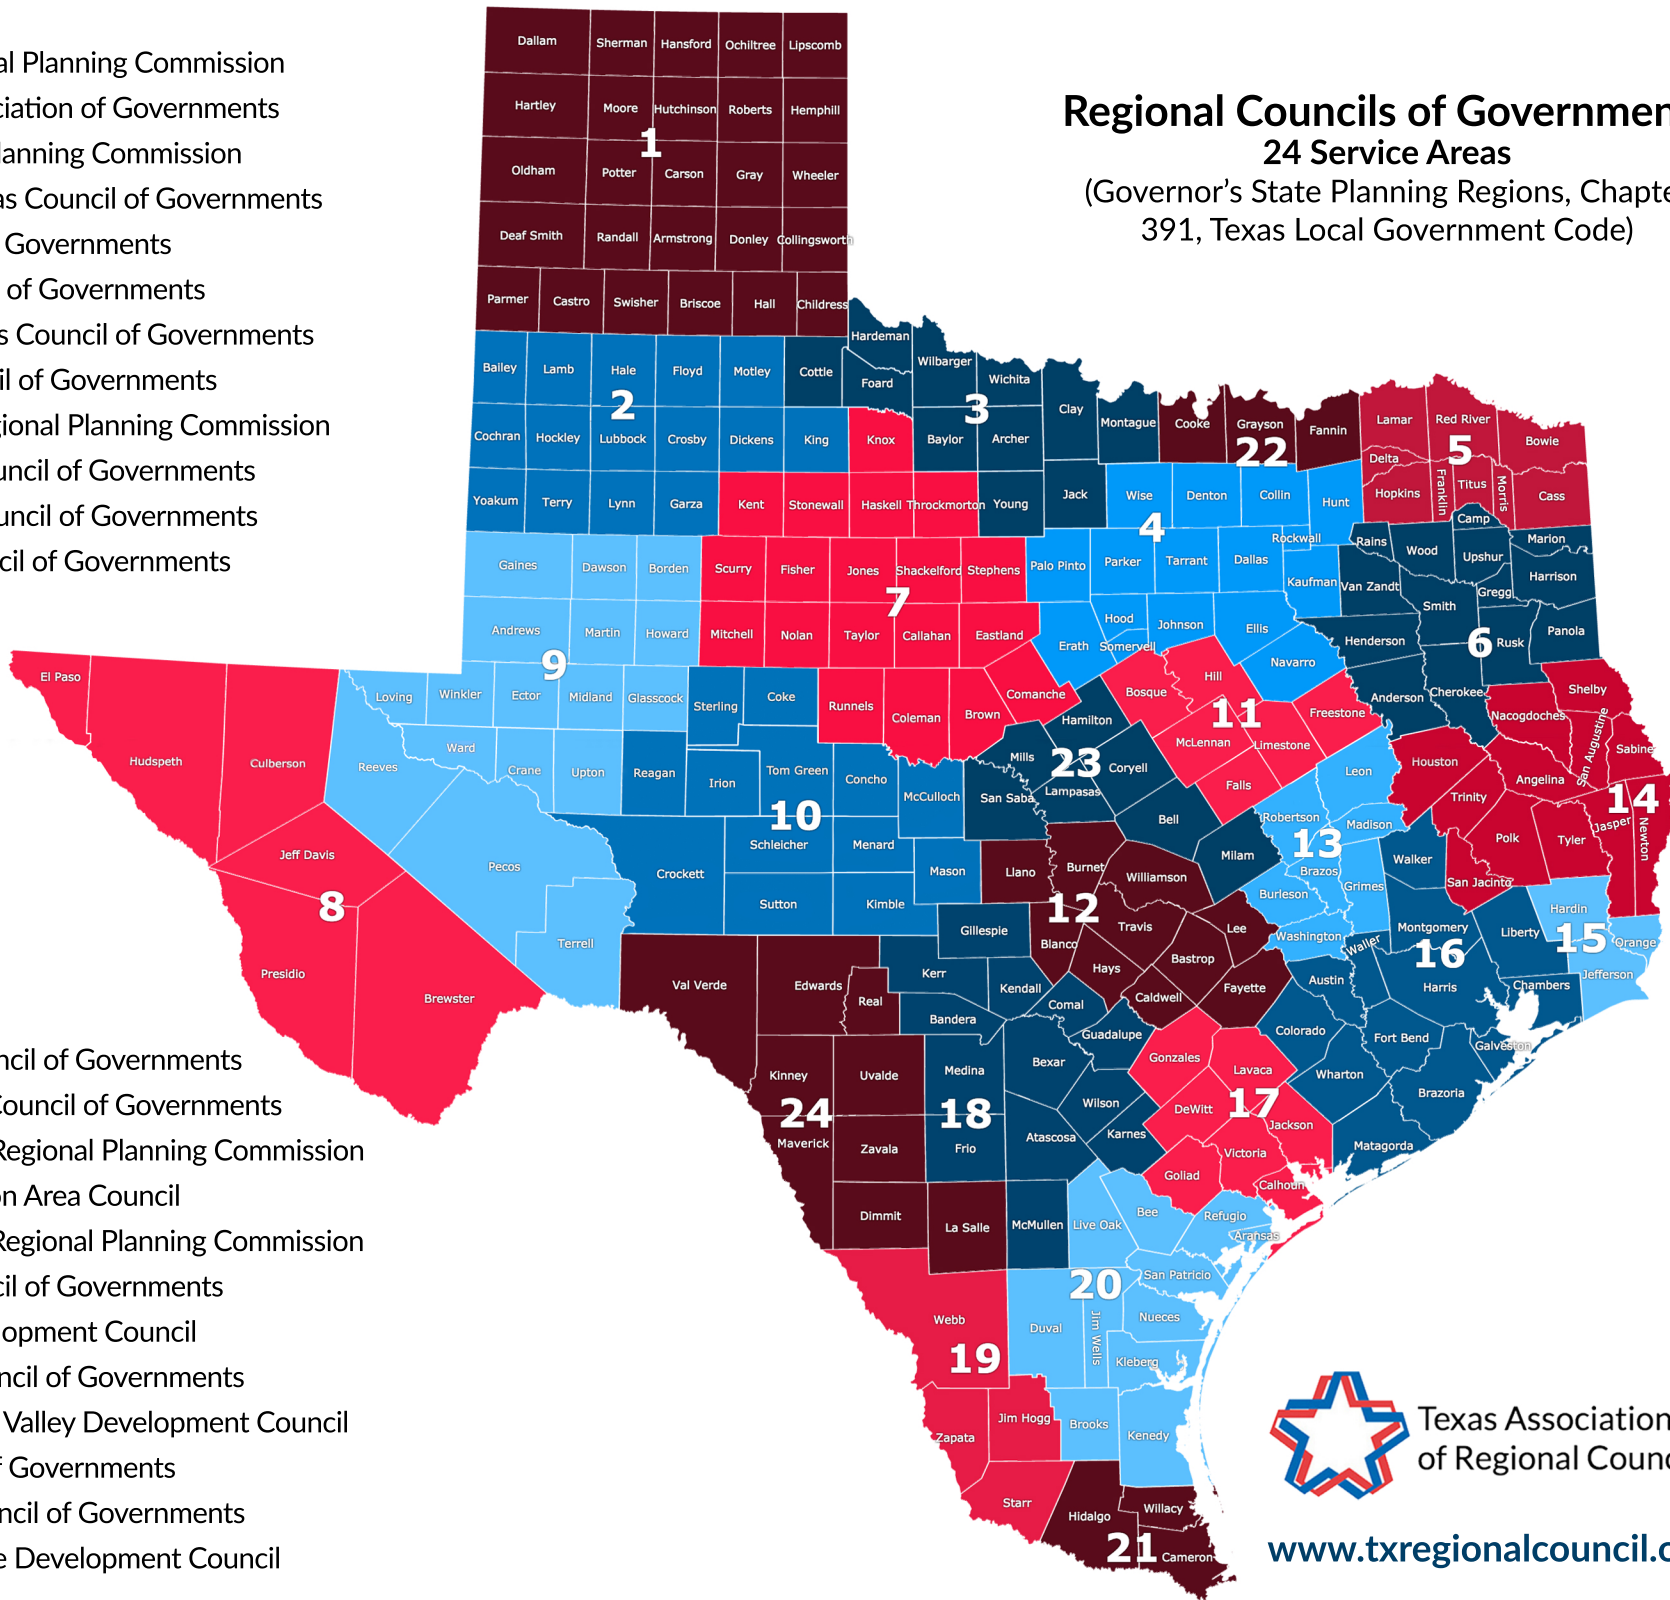 al Planning Commission
ciation of Governments
lanning Commission
as Council of Governments
Governments
of Governments
s Council of Governments
il of Governments
gional Planning Commission
uncil of Governments
uncil of Governments
cil of Governments
ncil of Governments
Council of Governments
Regional Planning Commission
n Area Council
Regional Planning Commission
cil of Governments
lopment Council
ncil of Governments
Valley Development Council
f Governments
ncil of Governments
e Development Council
Regional Councils of Governmen
24 Service Areas
(Governor's State Planning Regions, Chapte
391, Texas Local Government Code)
Dallam Sherman Hansford Ochiltree Lipscomb
Hartley Moore Hutchinson Roberts Hemphill
1
Oldham Potter Carson Gray Wheeler
Deaf Smith Randall Armstrong Donley Collingsworth
Parmer Castro Swisher Briscoe Hall Childress
Hardeman
Bailey Lamb Hale Floyd Motley Cottle Foard Wilbarger Wichita Clay Montague Cooke Grayson Fannin Lamar Red River Bowie
2 3 22 5
Cochran Hockley Lubbock Crosby Dickens King Knox Baylor Archer Delta
Yoakum Terry Lynn Garza Kent Stonewall Haskell Throckmorton Young Jack Wise Denton Collin Hunt Hopkins Franklin Titus Morris Cass
4 Camp
Gaines Dawson Borden Scurry Fisher Jones Shackelford Stephens Palo Pinto Parker Tarrant Dallas Rockwall Kaufman Rains Wood Upshur Marion
Van Zandt Smith Gregg Harrison
7
Andrews Martin Howard Mitchell Nolan Taylor Callahan Eastland Erath Hood Somervell Johnson Ellis Navarro Henderson Rusk Panola
9 6
El Paso Loving Winkler Ector Midland Glasscock Sterling Coke Runnels Coleman Brown Comanche Hamilton Bosque Hill Freestone Anderson Cherokee Shelby
11
Hudspeth Culberson Reeves Ward Crane Upton Reagan Irion Tom Green Concho McCulloch Mills San Saba Lampasas Coryell McLennan Limestone Leon Houston Nacogdoches San Augustine Sabine
23
Falls Bell Robertson Madison Trinity Angelina Jasper Newton
10 13 14
Jeff Davis Pecos Crockett Schleicher Menard Mason Llano Burnet Williamson Milam Brazos Grimes Walker Polk Tyler
8 12
Presidio Brewster Terrell Sutton Kimble Gillespie Blanco Travis Lee Burleson Washington Waller Montgomery San Jacinto Liberty Hardin Orange
16 15
Val Verde Edwards Real Kerr Kendall Hays Bastrop Caldwell Fayette Austin Harris Chambers Jefferson
Bandera Comal Guadalupe Colorado Fort Bend Galveston
Kinney Uvalde Medina Bexar Gonzales Lavaca Wharton Brazoria
24 18 17
Maverick Zavala Frio Atascosa Wilson Karnes DeWitt Jackson Matagorda
Victoria Goliad Calhoun
Dimmit La Salle McMullen Live Oak Bee Refugio Aransas
20
San Patricio
Webb Duval Jim Wells Nueces
19
Kleberg
Zapata Jim Hogg Brooks Kenedy
Starr Hidalgo Willacy
21
Cameron
Texas Association
of Regional Counc
www.txregionalcouncil.o